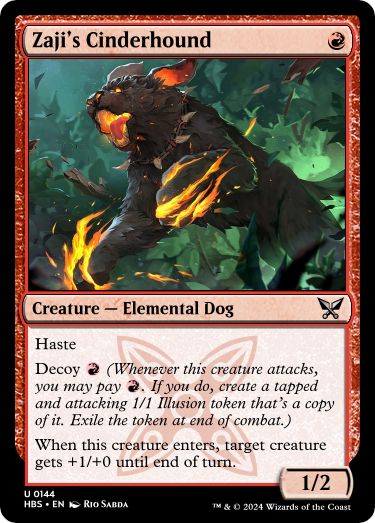 Zaji's Cinderhound
Creature — Elemental Dog
Haste
Decoy (Whenever this creature attacks,
you may pay . If you do, create a tapped
and attacking 1/1 Illusion token that's a copy
of it. Exile the token at end of combat.)
When this creature enters, target creature
gets +1/+0 until end of turn.
1/2
U 0144
HBS • EN Rio Sabda
™ & © 2024 Wizards of the Coast